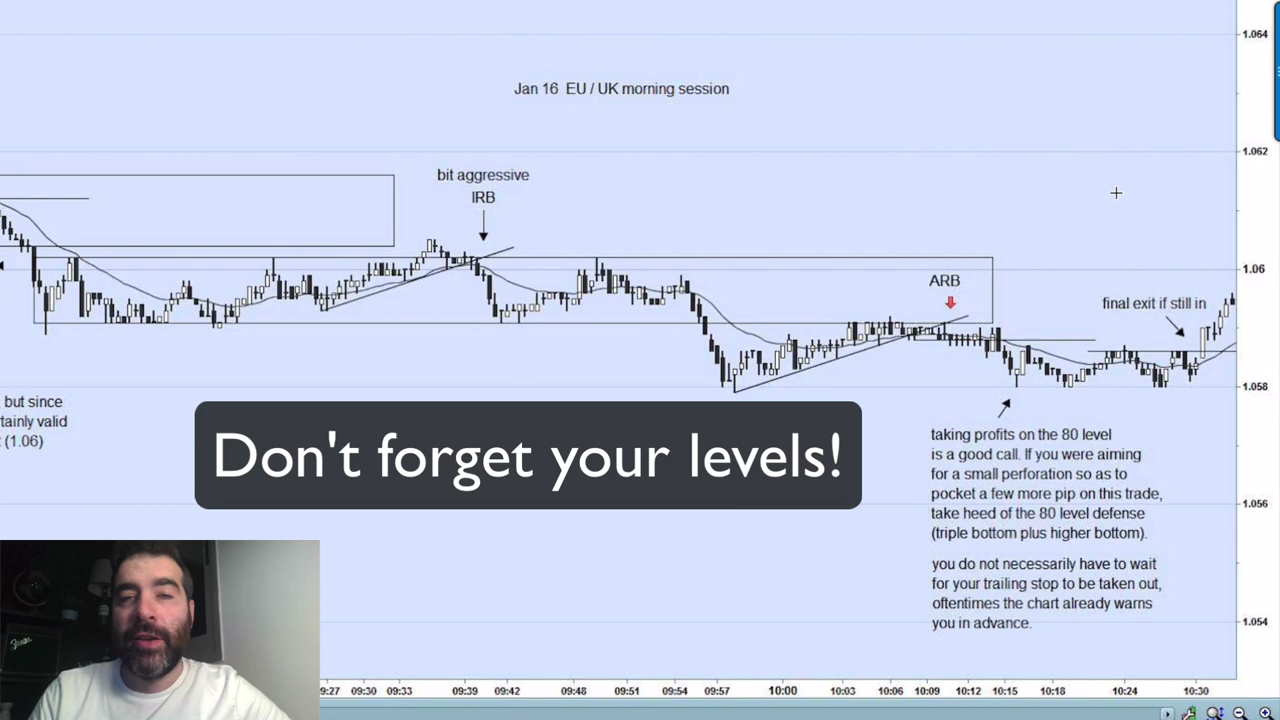 1.064
Jan 16 EU / UK morning session
1.062
bit aggressive
IRB
1.06
ARB
final exit if still in
1.058
, but since
tainly valid
t (1.06)
Don't forget your levels!
taking profits on the 80 level
is a good call. If you were aiming
for a small perforation so as to
pocket a few more pip on this trade,
take heed of the 80 level defense
(triple bottom plus higher bottom).
1.056
you do not necessarily have to wait
for your trailing stop to be taken out,
oftentimes the chart already warns
you in advance.
1.054
Fender
9:27 09:30 09:33 09:39 09:42 09:48 09:51 09:54 09:57 10:00 10:03 10:06 10:09 10:12 10:15 10:18 10:24 10:30